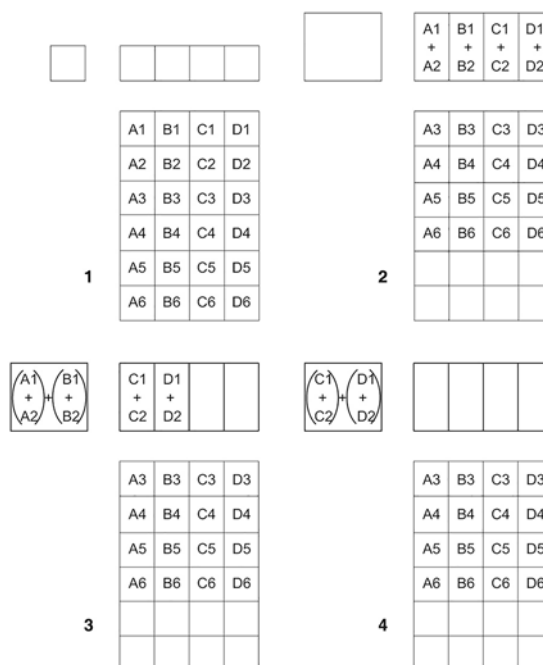 A1 B1 C1 D1
+ + + +
A2 B2 C2 D2
A1 B1 C1 D1
A2 B2 C2 D2
A3 B3 C3 D3
A4 B4 C4 D4
A5 B5 C5 D5
1
A6 B6 C6 D6
A3 B3 C3 D3
A4 B4 C4 D4
A5 B5 C5 D5
A6 B6 C6 D6
2
(A1 + A2) + (B1 + B2)
C1 D1
+ +
C2 D2
A3 B3 C3 D3
A4 B4 C4 D4
A5 B5 C5 D5
A6 B6 C6 D6
3
(C1 + C2) + (D1 + D2)
A3 B3 C3 D3
A4 B4 C4 D4
A5 B5 C5 D5
A6 B6 C6 D6
4